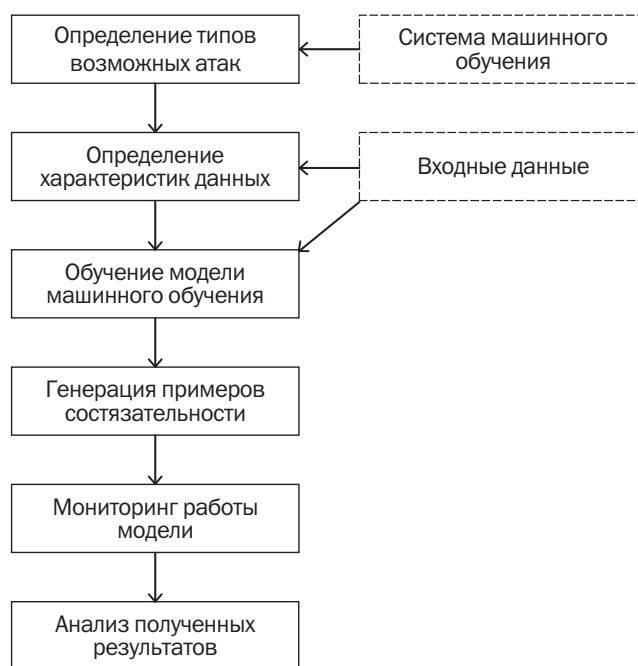 Определение типов
возможных атак
Система машинного
обучения
Определение
характеристик данных
Входные данные
Обучение модели
машинного обучения
Генерация примеров
состязательности
Мониторинг работы
модели
Анализ полученных
результатов